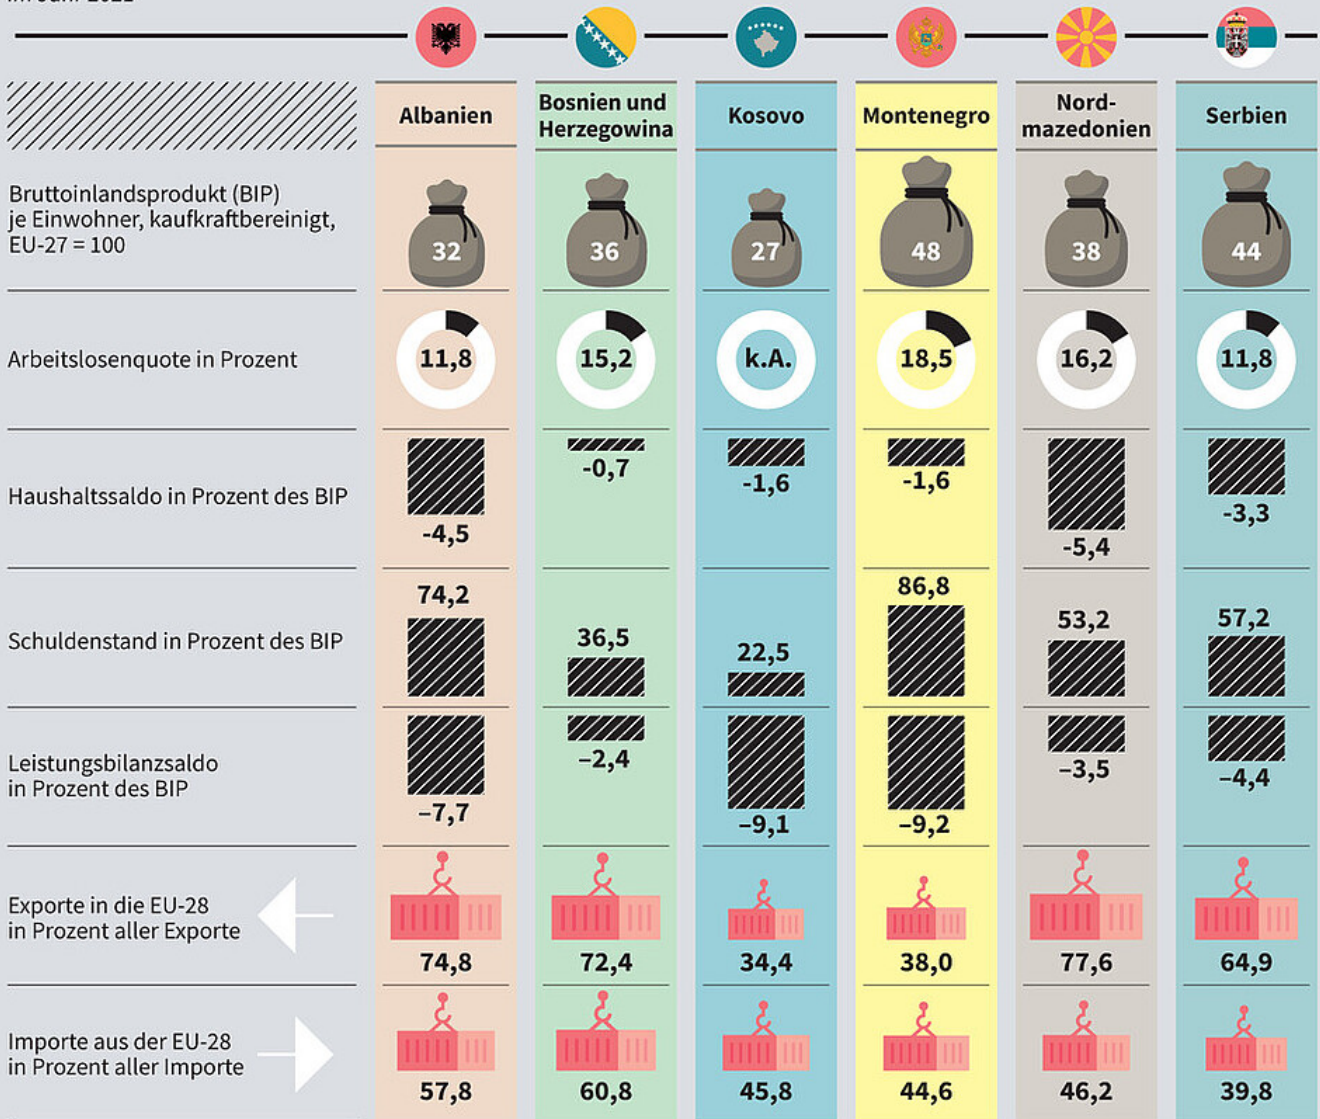 Albanien
Bosnien und
Herzegowina
Kosovo
Montenegro
Nord-
mazedonien
Serbien
Bruttoinlandsprodukt (BIP)
je Einwohner, kaufkraftbereinigt,
EU-27 = 100
32 36 27 48 38 44
Arbeitslosenquote in Prozent
11,8 15,2 k.A. 18,5 16,2 11,8
Haushaltssaldo in Prozent des BIP
-4,5 -0,7 -1,6 -1,6 -5,4 -3,3
Schuldenstand in Prozent des BIP
74,2 36,5 22,5 86,8 53,2 57,2
Leistungsbilanzsaldo
in Prozent des BIP
–7,7 –2,4 –9,1 –9,2 –3,5 –4,4
Exporte in die EU-28
in Prozent aller Exporte
74,8 72,4 34,4 38,0 77,6 64,9
Importe aus der EU-28
in Prozent aller Importe
57,8 60,8 45,8 44,6 46,2 39,8